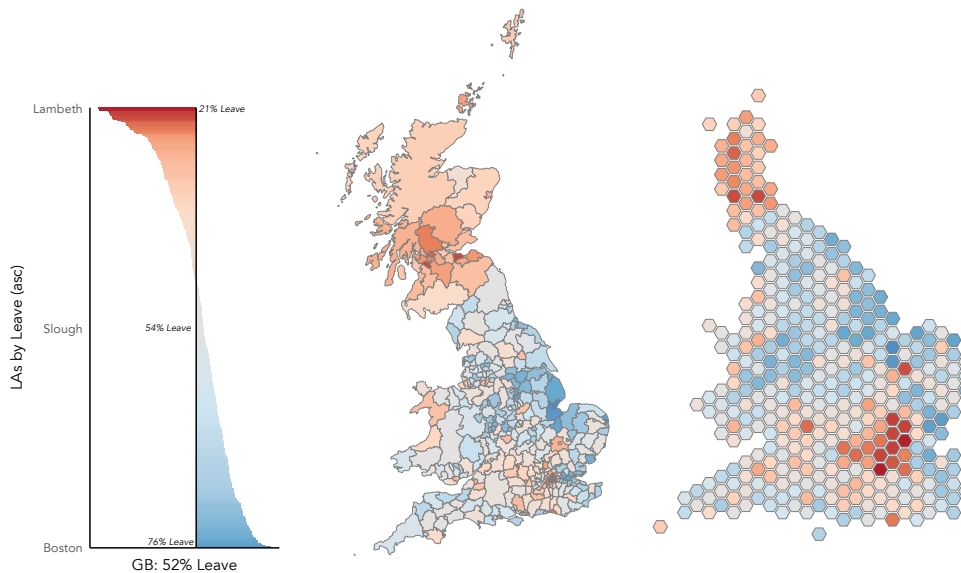 Lambeth
21% Leave
LAs by Leave (asc)
Slough
54% Leave
76% Leave
Boston
GB: 52% Leave